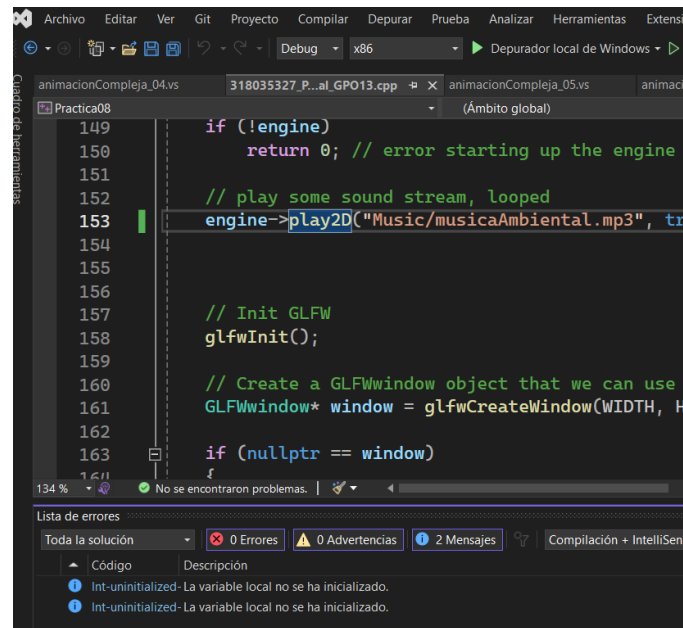 Archivo Editar Ver Git Proyecto Compilar Depurar Prueba Analizar Herramientas Extensi
Debug x86 Depurador local de Windows
animacionCompleja_04.vs 318035327_P...al_GPO13.cpp animacionCompleja_05.vs animaci
Cuadro de herramientas
Practica08 (Ámbito global)
149 if (!engine)
150 return 0; // error starting up the engine
151
152 // play some sound stream, looped
153 engine->play2D("Music/musicaAmbiental.mp3", tr
154
155
156
157 // Init GLFW
158 glfwInit();
159
160 // Create a GLFWwindow object that we can use
161 GLFWwindow* window = glfwCreateWindow(WIDTH, H
162
163 if (nullptr == window)
164 {
134 % No se encontraron problemas.
Lista de errores
Toda la solución 0 Errores 0 Advertencias 2 Mensajes Compilación + IntelliSen
Código Descripción
Int-uninitialized- La variable local no se ha inicializado.
Int-uninitialized- La variable local no se ha inicializado.